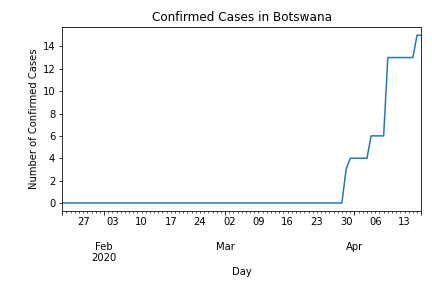 Confirmed Cases in Botswana
Number of Confirmed Cases
14
12
10
8
6
4
2
0
27 03 10 17 24 02 09 16 23 30 06 13
Feb Mar Apr
2020
Day